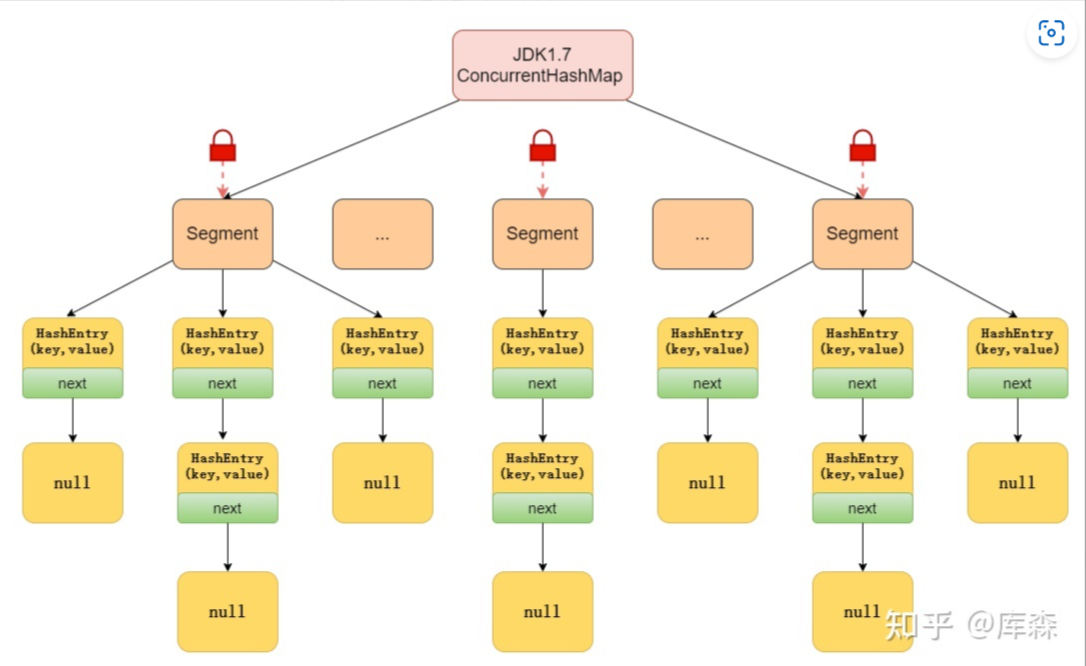 JDK1.7
ConcurrentHashMap
Segment
...
Segment
...
Segment
HashEntry
(key,value)
next
HashEntry
(key,value)
next
HashEntry
(key,value)
next
HashEntry
(key,value)
next
HashEntry
(key,value)
next
HashEntry
(key,value)
next
HashEntry
(key,value)
next
null
HashEntry
(key,value)
next
null
HashEntry
(key,value)
next
null
HashEntry
(key,value)
next
null
null
null
null
知乎 @库森